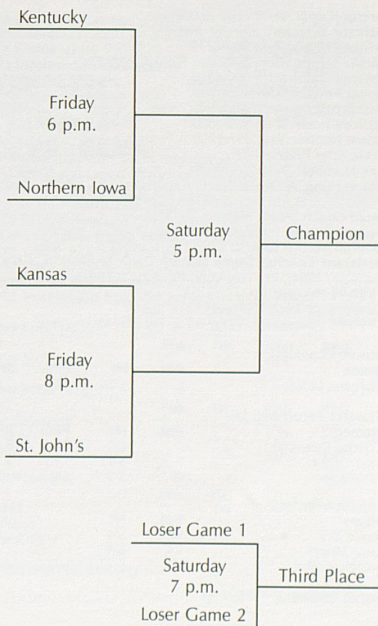 Kentucky
Friday
6 p.m.
Northern Iowa
Saturday
5 p.m.
Champion
Kansas
Friday
8 p.m.
St. John's
Loser Game 1
Saturday
7 p.m.
Third Place
Loser Game 2